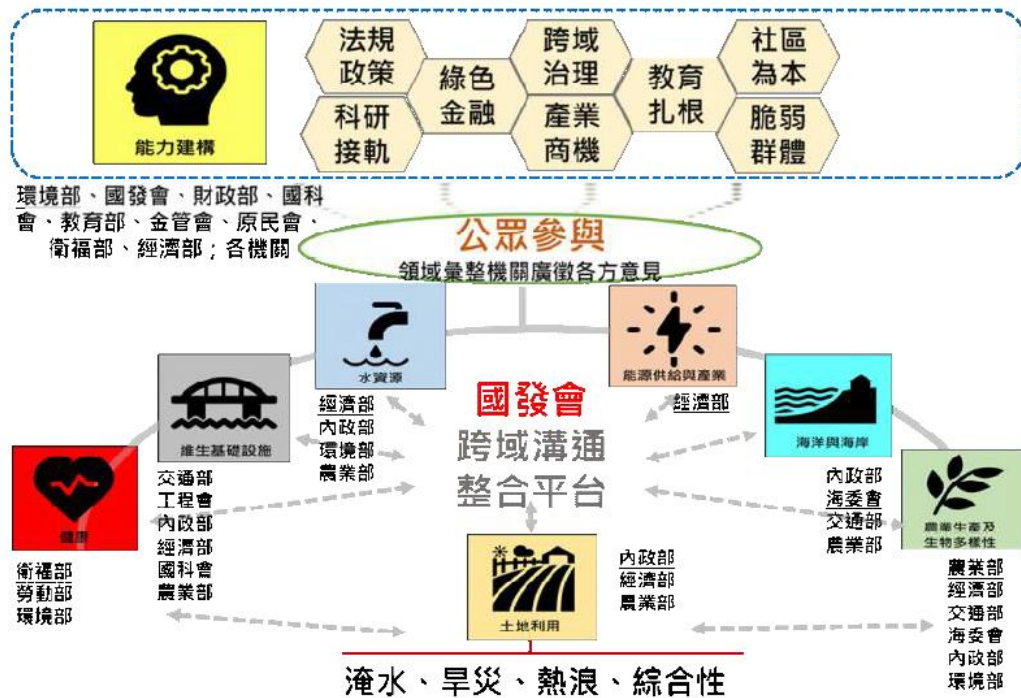 法規
政策
科研
接軌
綠色
金融
跨域
治理
產業
商機
教育
扎根
社區
為本
脆弱
群體
能力建構
環境部、國發會、財政部、國科
會、教育部、金管會、原民會、
衛福部、經濟部；各機關
公眾參與
領域彙整機關廣徵各方意見
水資源
經濟部
內政部
環境部
農業部
能源供給與產業
經濟部
維生基礎設施
交通部
工程會
內政部
經濟部
國科會
農業部
國發會
跨域溝通
整合平台
海洋與海岸
內政部
海委會
交通部
農業部
健康
衛福部
勞動部
環境部
土地利用
內政部
經濟部
農業部
農業生產及
生物多樣性
農業部
經濟部
交通部
海委會
內政部
環境部
淹水、旱災、熱浪、綜合性